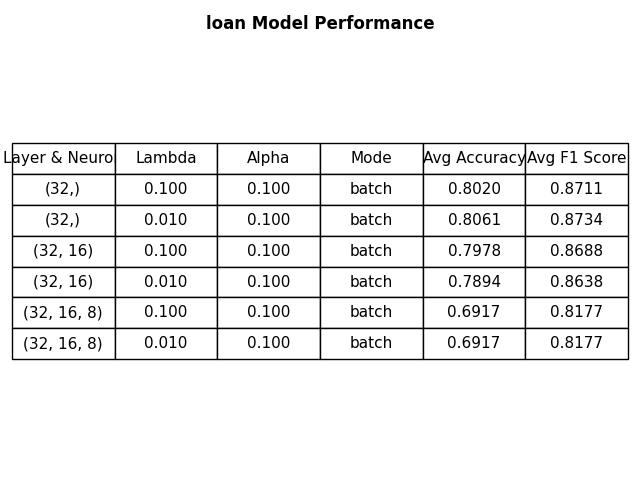 loan Model Performance
Layer & Neuro Lambda Alpha Mode Avg Accuracy Avg F1 Score
(32,) 0.100 0.100 batch 0.8020 0.8711
(32,) 0.010 0.100 batch 0.8061 0.8734
(32, 16) 0.100 0.100 batch 0.7978 0.8688
(32, 16) 0.010 0.100 batch 0.7894 0.8638
(32, 16, 8) 0.100 0.100 batch 0.6917 0.8177
(32, 16, 8) 0.010 0.100 batch 0.6917 0.8177